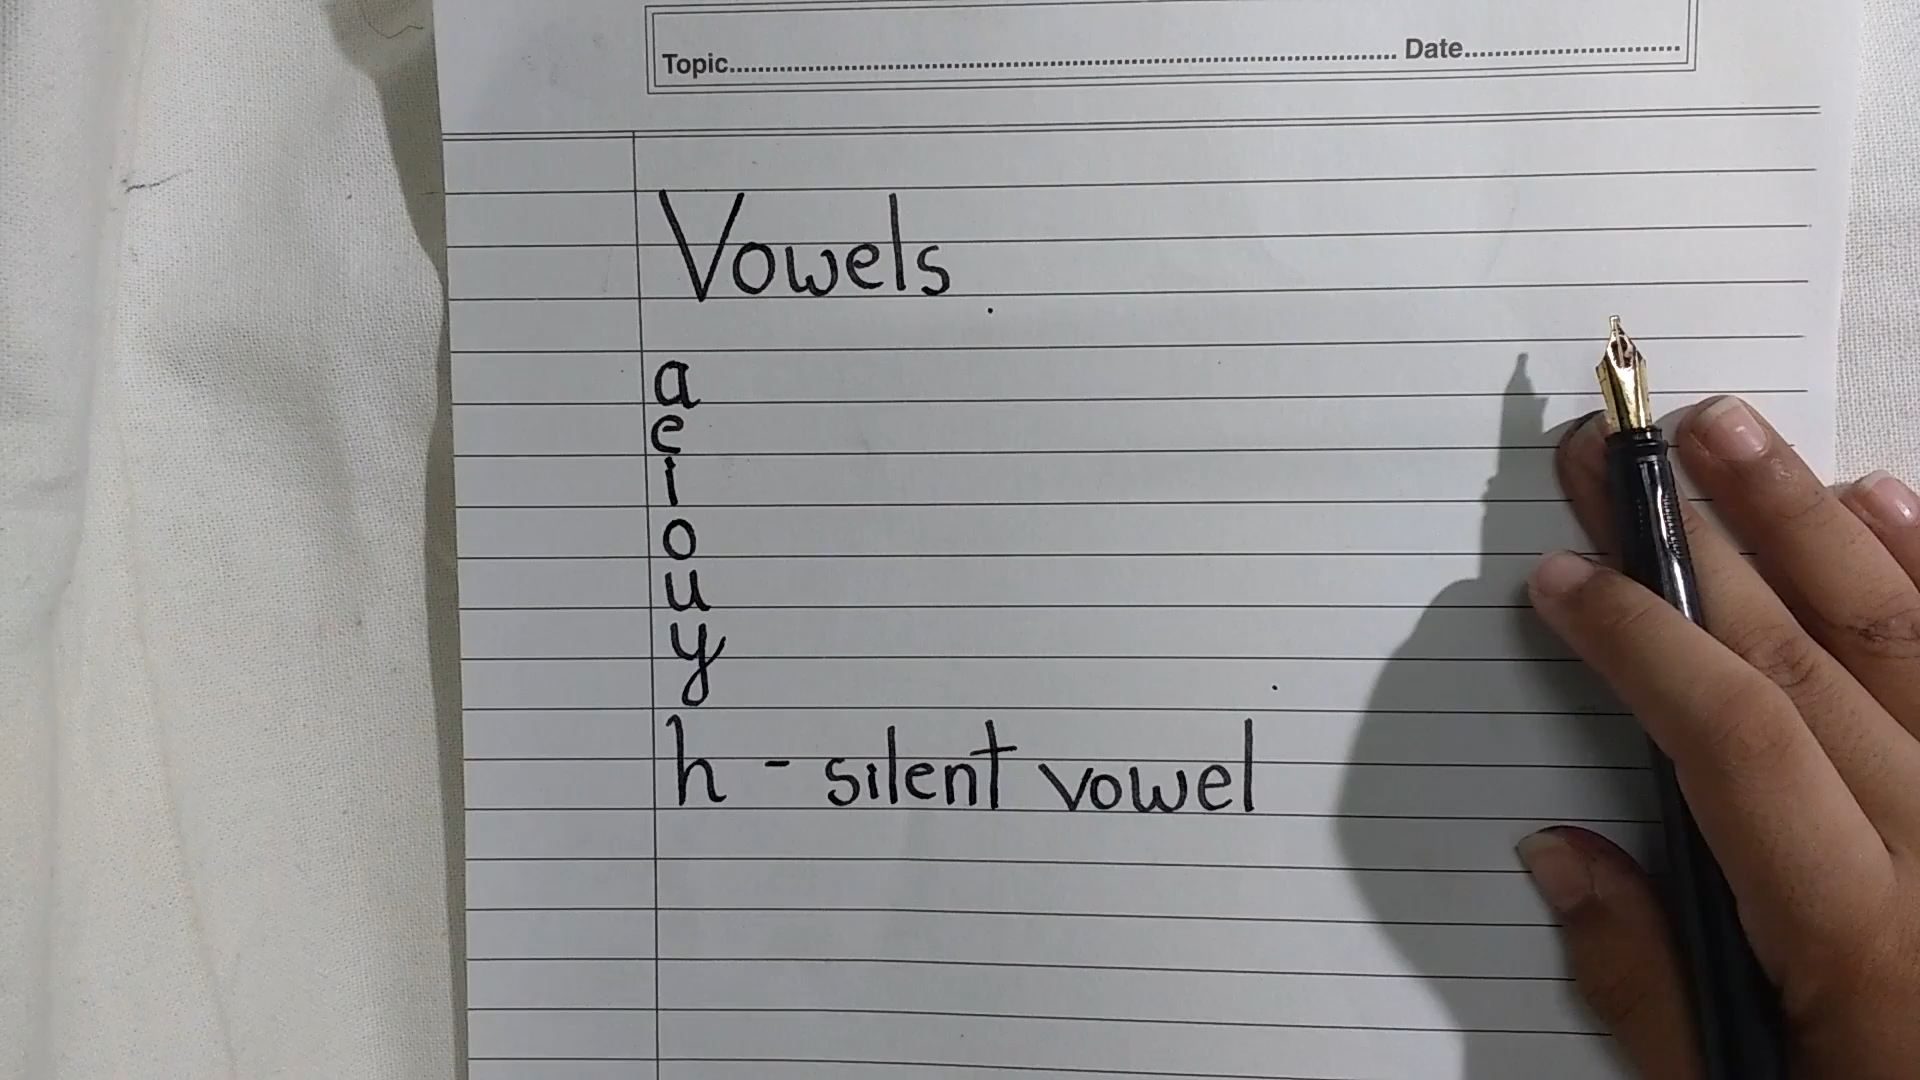 Topic........................ Date................
Vowels
a
e
i
o
u
y
h - silent vowel